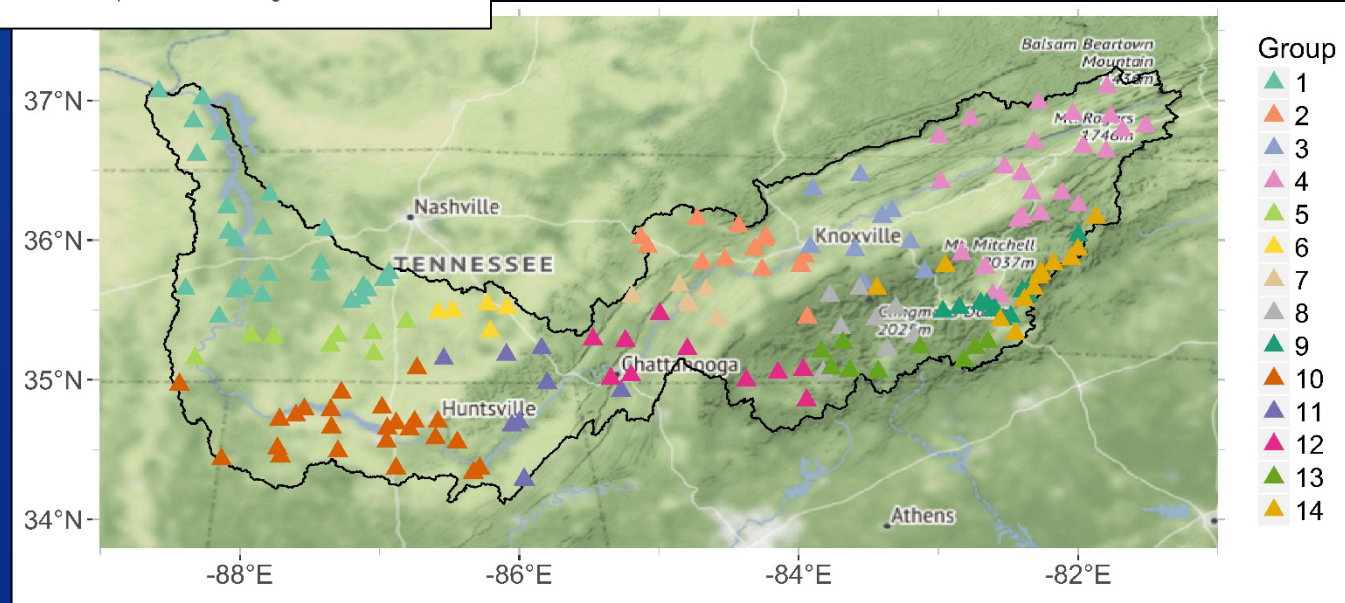 Balsam Beartown
Mountain
Mt. Rogers
1746m
Nashville
TENNESSEE
Knoxville
Mt. Mitchell
2037m
2025m
Chattanooga
Huntsville
Athens
37°N
36°N
35°N
34°N
-88°E
-86°E
-84°E
-82°E
Group
1
2
3
4
5
6
7
8
9
10
11
12
13
14